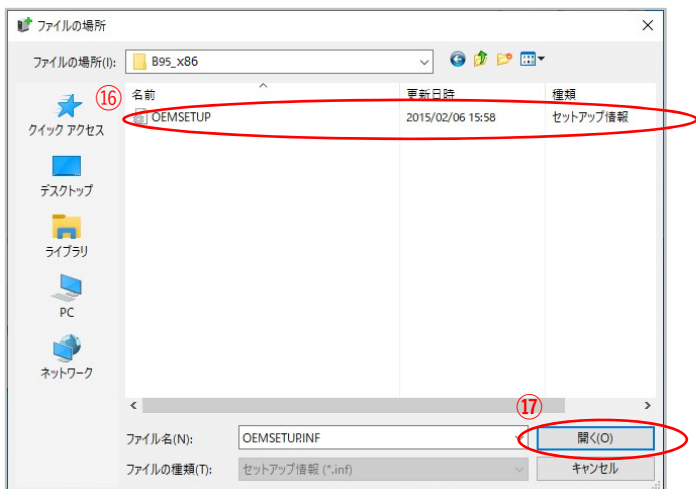 ファイルの場所
ファイルの場所(I): B95_x86
⑯ 名前 更新日時 種類
OEMSETUP 2015/02/06 15:58 セットアップ情報
クイック アクセス
デスクトップ
ライブラリ
PC
ネットワーク
⑰
ファイル名(N): OEMSETUP.INF 開く(O)
ファイルの種類(T): セットアップ情報 (*.inf) キャンセル